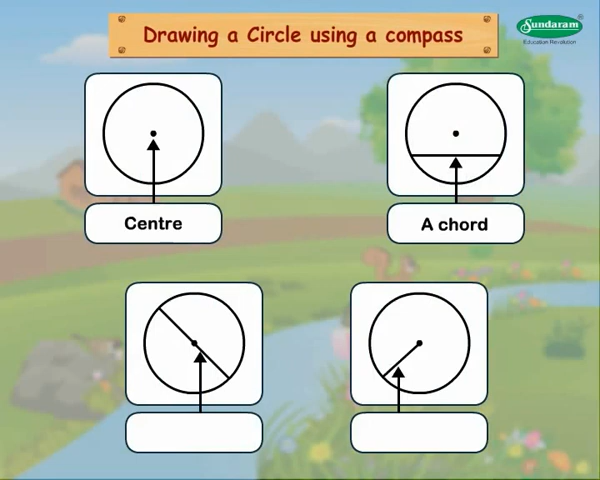 Drawing a Circle using a compass
Sundaram
Education Revolution
Centre
A chord